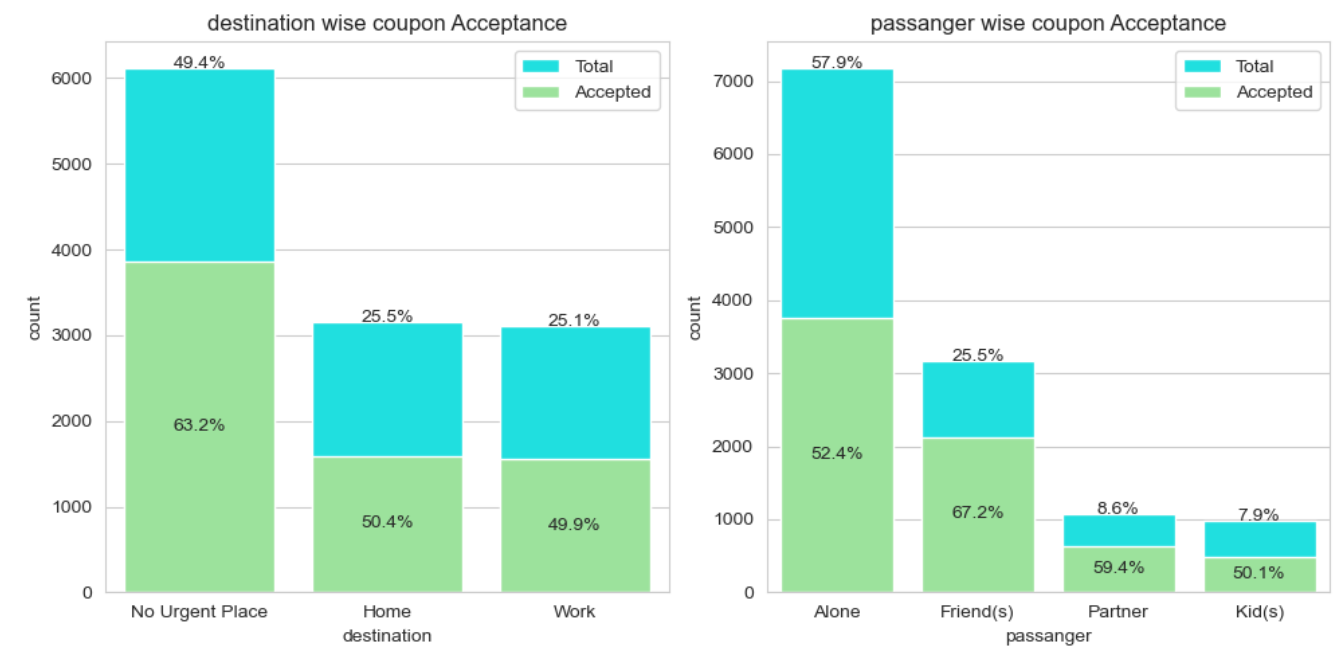 destination wise coupon Acceptance
49.4%
6000
Total
Accepted
5000
4000
count
25.5%
25.1%
3000
2000
63.2%
1000
50.4%
49.9%
0
No Urgent Place
Home
Work
destination
passanger wise coupon Acceptance
57.9%
7000
Total
Accepted
6000
5000
4000
count
25.5%
3000
2000
52.4%
67.2%
1000
8.6%
7.9%
59.4%
50.1%
0
Alone
Friend(s)
Partner
Kid(s)
passanger